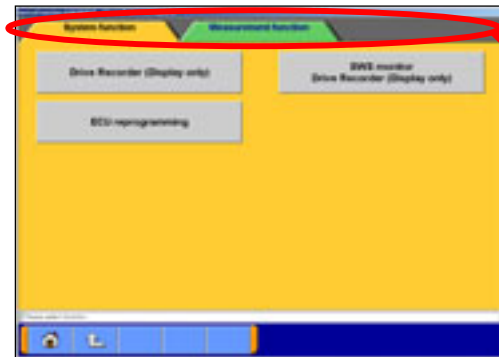 System function
Measurement function
Drive Recorder (Display only)
SWS monitor
Drive Recorder (Display only)
ECU reprogramming